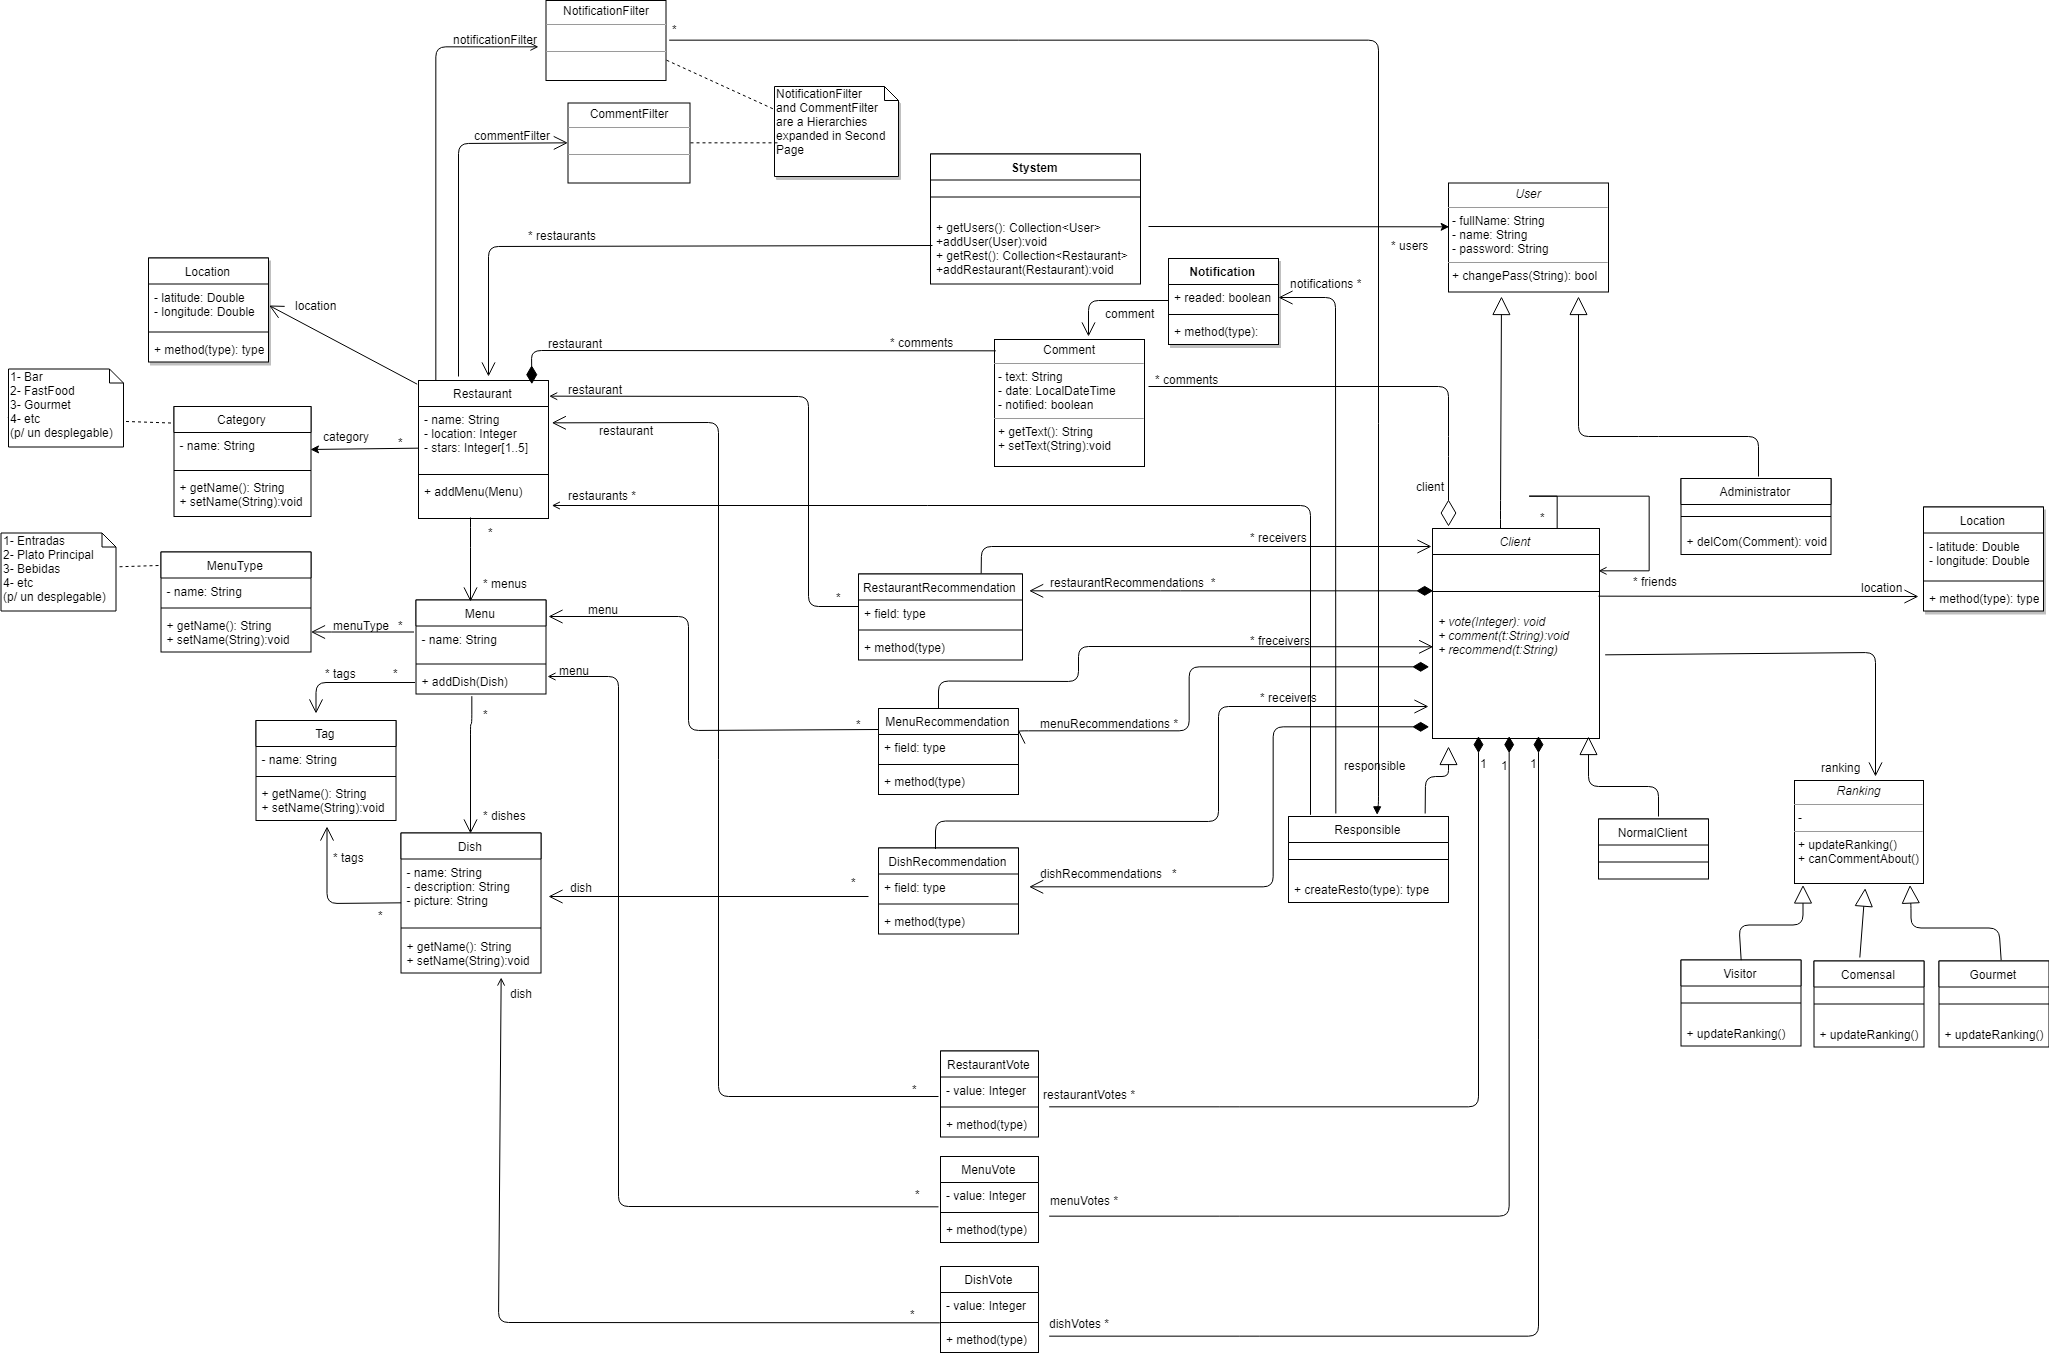 NotificationFilter
*
notificationFilter
CommentFilter
commentFilter
NotificationFilter
and CommentFilter
are a Hierarchies
expanded in Second
Page
Stystem
+ getUsers(): Collection<User>
+addUser(User):void
+ getRest(): Collection<Restaurant>
+addRestaurant(Restaurant):void
* restaurants
* users
User
- fullName: String
- name: String
- password: String
+ changePass(String): bool
Location
- latitude: Double
- longitude: Double
+ method(type): type
location
Notification
+ readed: boolean
+ method(type):
notifications *
comment
restaurant
* comments
Comment
- text: String
- date: LocalDateTime
- notified: boolean
+ getText(): String
+ setText(String):void
* comments
1- Bar
2- FastFood
3- Gourmet
4- etc
(p/ un desplegable)
Category
- name: String
+ getName(): String
+ setName(String):void
category
*
Restaurant
- name: String
- location: Integer
- stars: Integer[1..5]
+ addMenu(Menu)
restaurant
restaurant
restaurants *
client
*
Administrator
+ delCom(Comment): void
Location
- latitude: Double
- longitude: Double
+ method(type): type
location
1- Entradas
2- Plato Principal
3- Bebidas
4- etc
(p/ un desplegable)
MenuType
- name: String
+ getName(): String
+ setName(String):void
menuType
*
*
* menus
Menu
- name: String
+ addDish(Dish)
menu
menu
* tags
*
RestaurantRecommendation
+ field: type
+ method(type)
*
* receivers
restaurantRecommendations *
Client
+ vote(Integer): void
+ comment(t:String):void
+ recommend(t:String)
* friends
* freceivers
* receivers
Tag
- name: String
+ getName(): String
+ setName(String):void
*
* dishes
MenuRecommendation
+ field: type
+ method(type)
*
menuRecommendations *
responsible
1
1
1
ranking
Ranking
-
+ updateRanking()
+ canCommentAbout()
* tags
*
Dish
- name: String
- description: String
- picture: String
+ getName(): String
+ setName(String):void
dish
*
DishRecommendation
+ field: type
+ method(type)
dishRecommendations *
Responsible
+ createResto(type): type
NormalClient
Visitor
+ updateRanking()
Comensal
+ updateRanking()
Gourmet
+ updateRanking()
dish
*
RestaurantVote
- value: Integer
+ method(type)
restaurantVotes *
*
MenuVote
- value: Integer
+ method(type)
menuVotes *
*
DishVote
- value: Integer
+ method(type)
dishVotes *